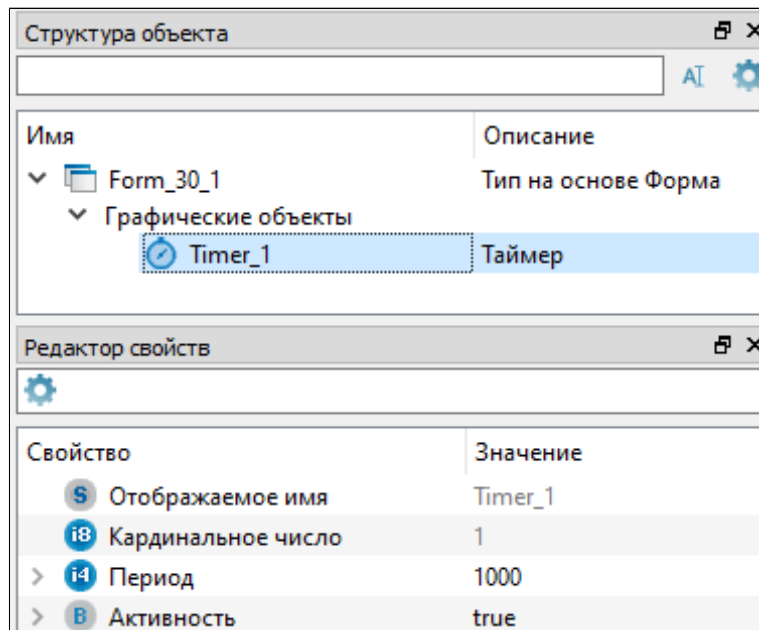 Структура объекта
Имя Описание
Form_30_1 Тип на основе Форма
Графические объекты
Timer_1 Таймер
Редактор свойств
Свойство Значение
S Отображаемое имя Timer_1
i8 Кардинальное число 1
i4 Период 1000
B Активность true